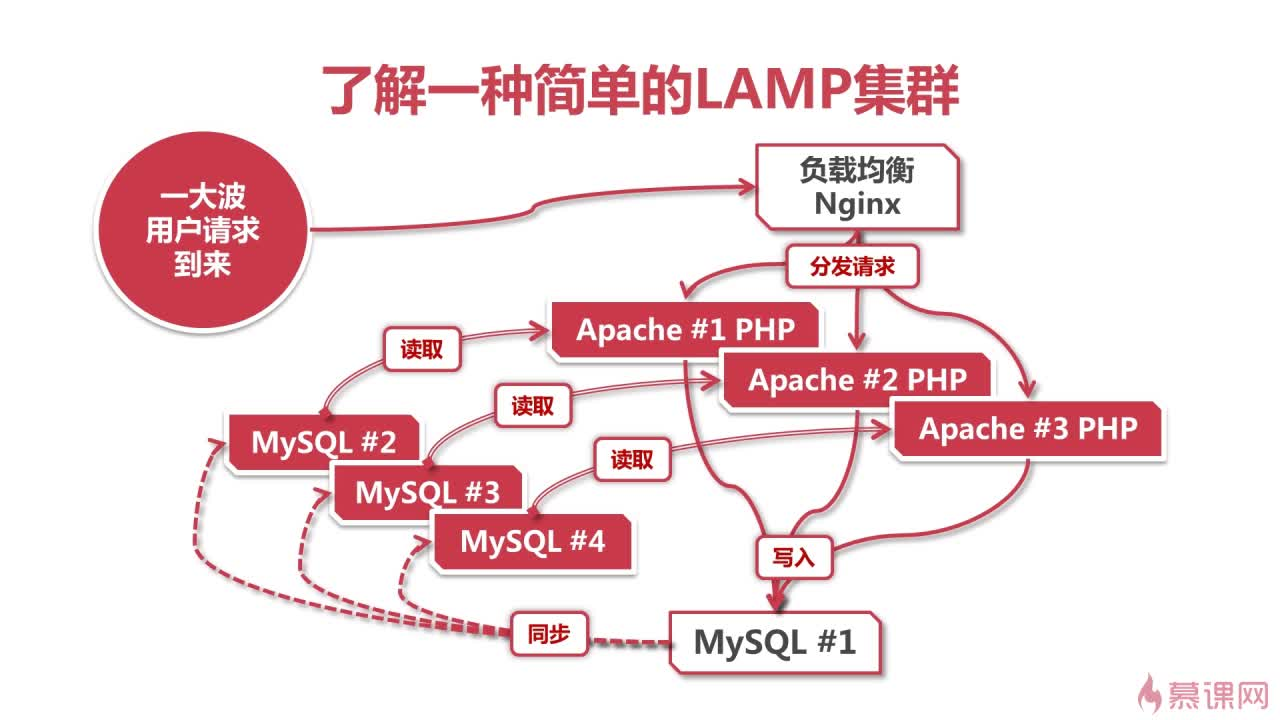 了解一种简单的LAMP集群
一大波
用户请求
到来
负载均衡
Nginx
分发请求
Apache #1 PHP
读取
Apache #2 PHP
读取
Apache #3 PHP
MySQL #2
读取
MySQL #3
MySQL #4
写入
同步
MySQL #1
慕课网